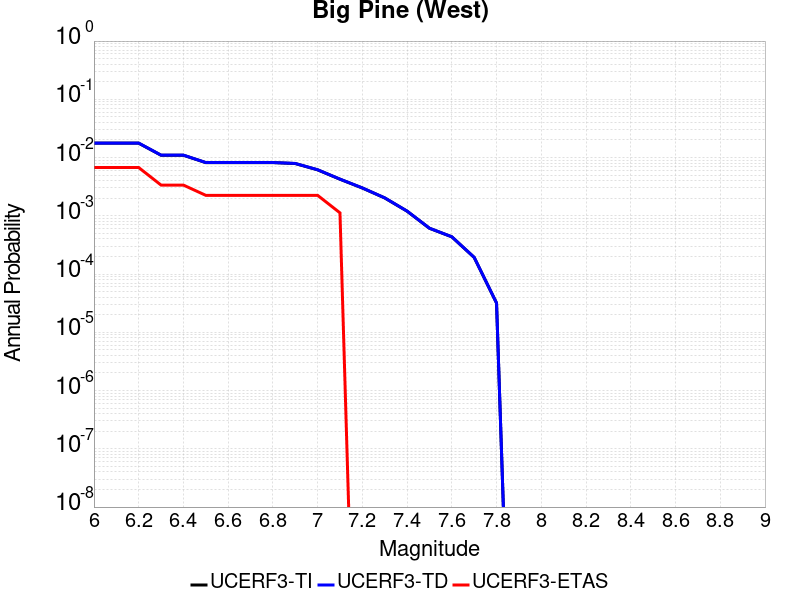 Big Pine (West)
10^0
10^-1
10^-2
10^-3
10^-4
10^-5
10^-6
10^-7
10^-8
Annual Probability
6 6.2 6.4 6.6 6.8 7 7.2 7.4 7.6 7.8 8 8.2 8.4 8.6 8.8 9
Magnitude
UCERF3-TI UCERF3-TD UCERF3-ETAS